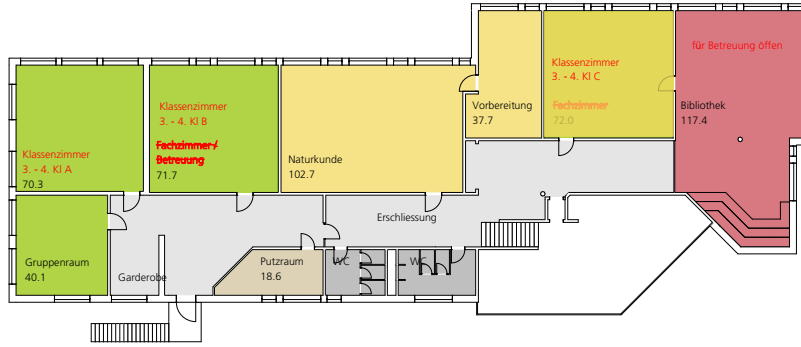 für Betreuung öffen
Klassenzimmer
3. - 4. Kl C
Fachzimmer
72.0
Vorbereitung
37.7
Bibliothek
117.4
Klassenzimmer
3. - 4. Kl B
Fachzimmer /
Betreuung
71.7
Klassenzimmer
3. - 4. Kl A
70.3
Naturkunde
102.7
Erschliessung
Gruppenraum
40.1
Garderobe
Putzraum
18.6
WC
WC